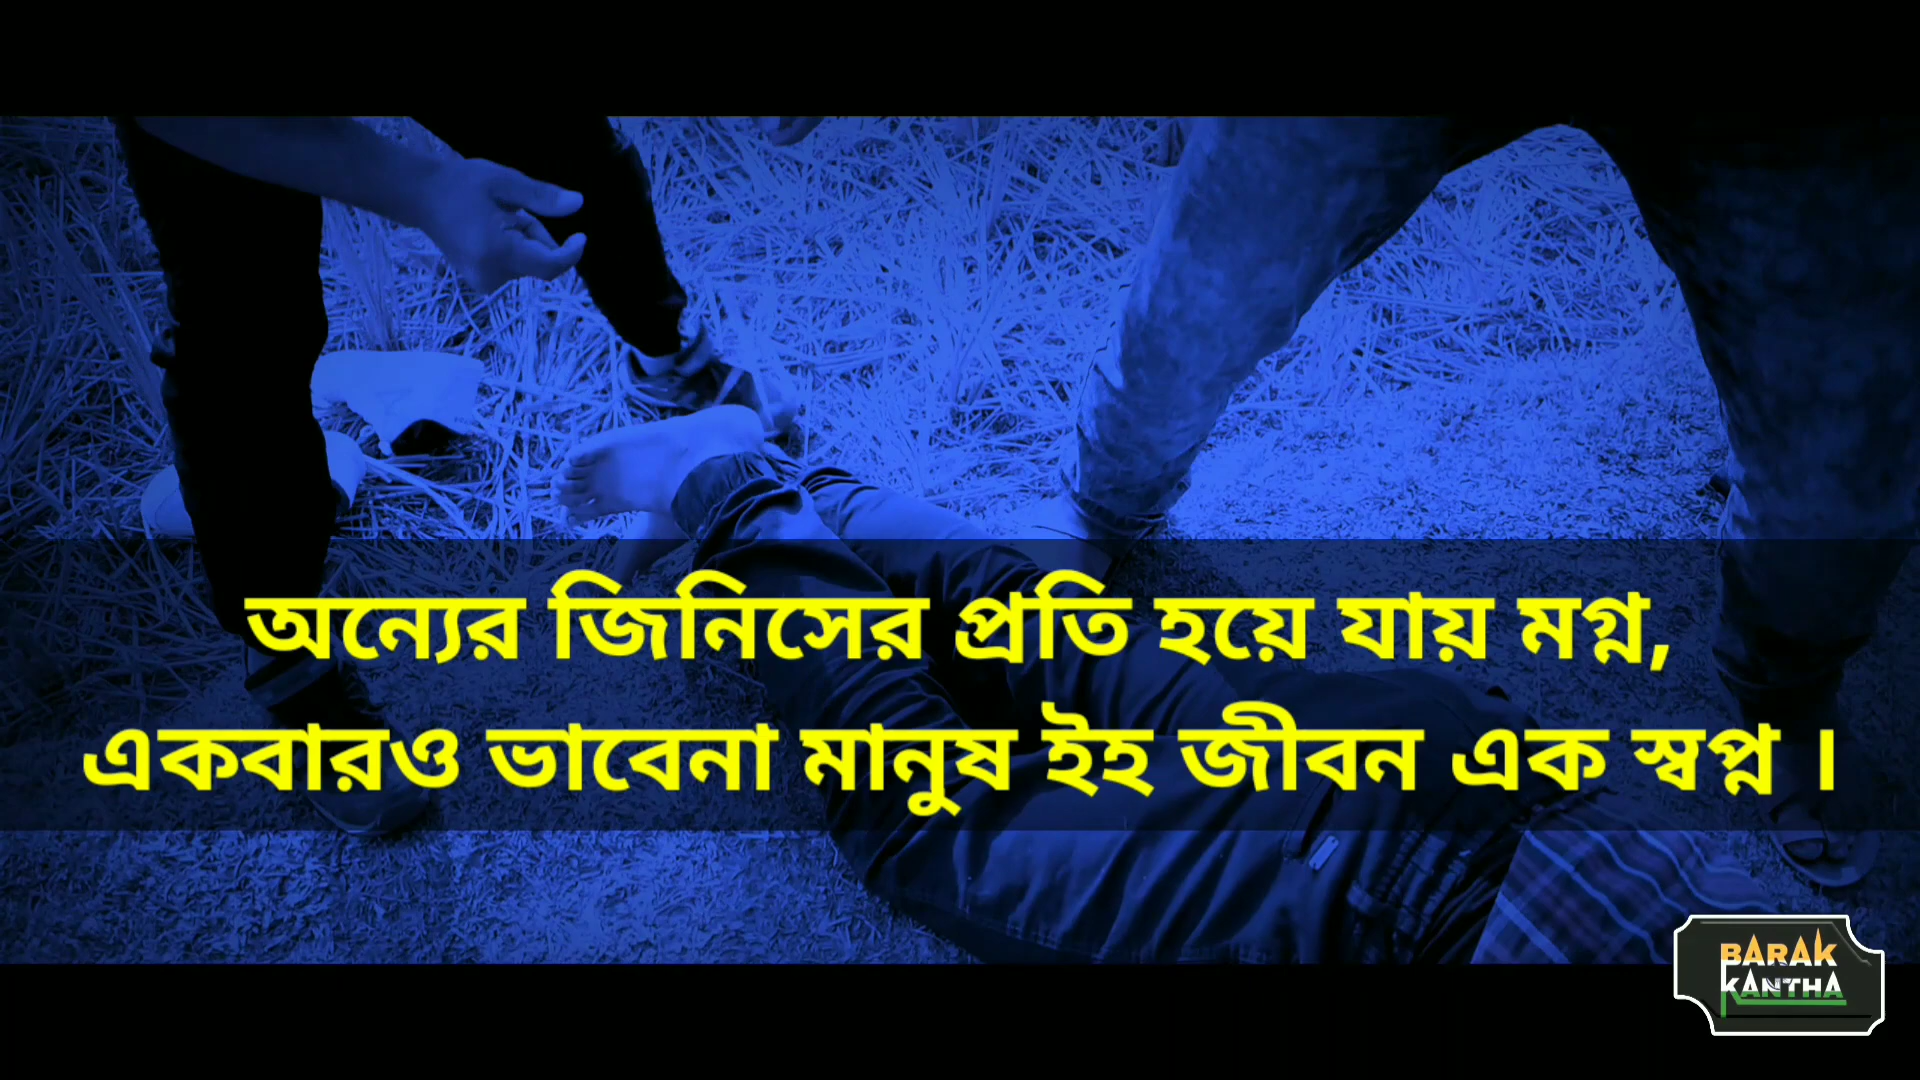 অন্যের জিনিসের প্রতি হয়ে যায় মগ্ন,
একবারও ভাবেনা মানুষ ইহ জীবন এক স্বপ্ন ।
BARAK
KANTHA